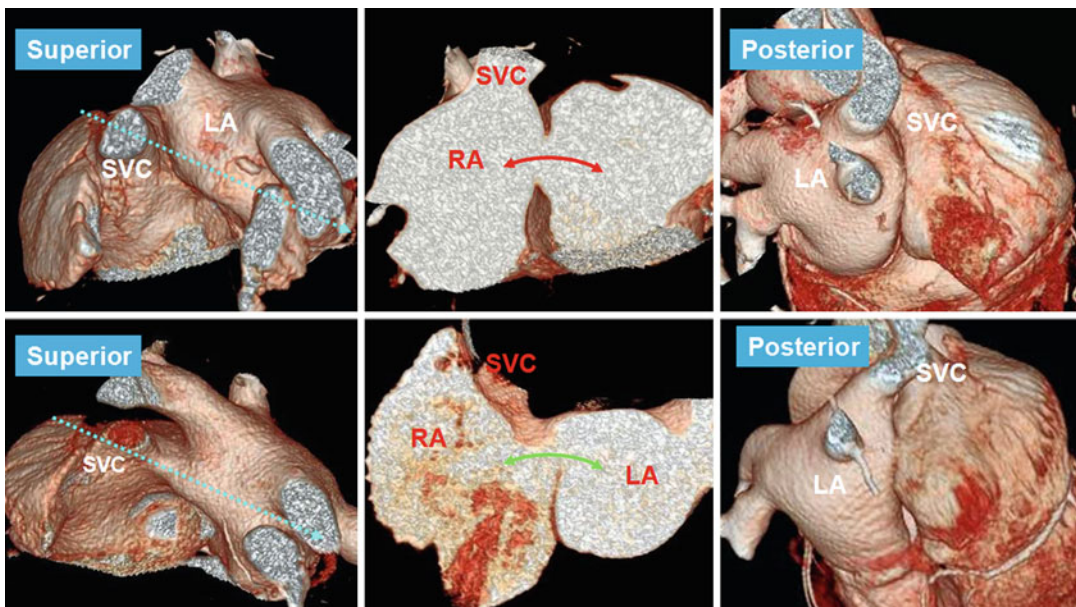 Superior
LA
SVC
SVC
RA
Posterior
SVC
LA
Superior
SVC
SVC
RA
LA
Posterior
SVC
LA